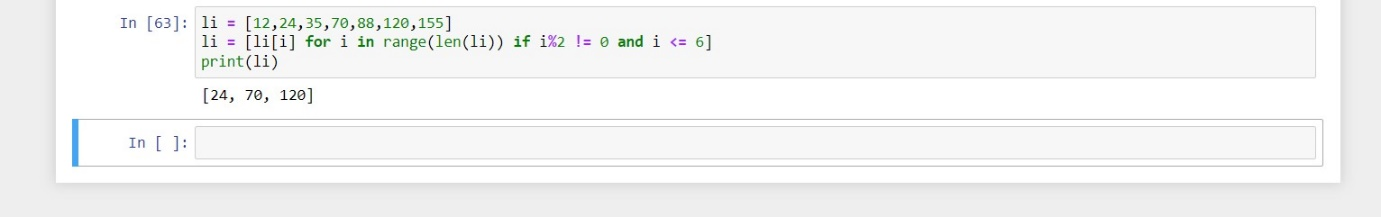 In [63]: li = [12,24,35,70,88,120,155]
li = [li[i] for i in range(len(li)) if i%2 != 0 and i <= 6]
print(li)
[24, 70, 120]
In [ ]: